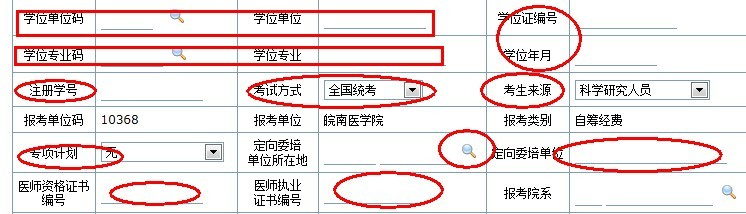 学位单位码 学位单位 学位证编号
学位专业码 学位专业 学位年月
注册学号 考试方式 全国统考 考生来源 科学研究人员
报考单位码 10368 报考单位 皖南医学院 报考类别 自筹经费
专项计划 无 定向委培
单位所在地 定向委培单位
医师资格证书
编号 医师执业
证书编号 报考院系